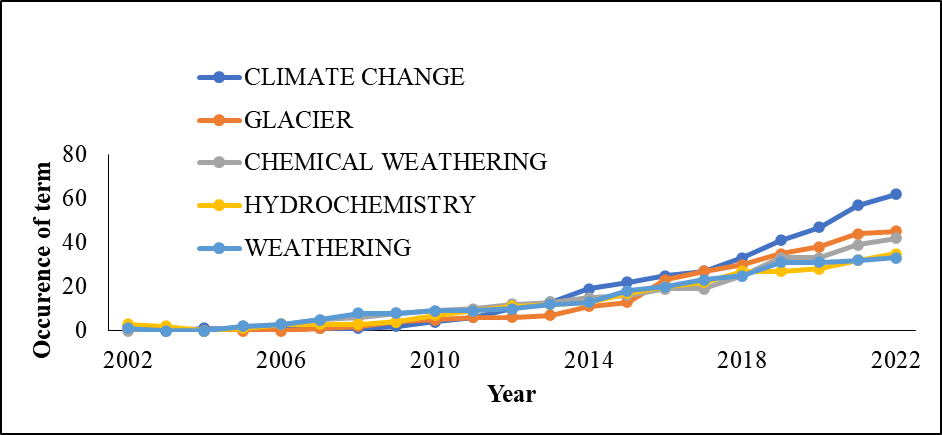 CLIMATE CHANGE
GLACIER
CHEMICAL WEATHERING
HYDROCHEMISTRY
WEATHERING
Occurence of term
80
60
40
20
0
2002 2006 2010 2014 2018 2022
Year